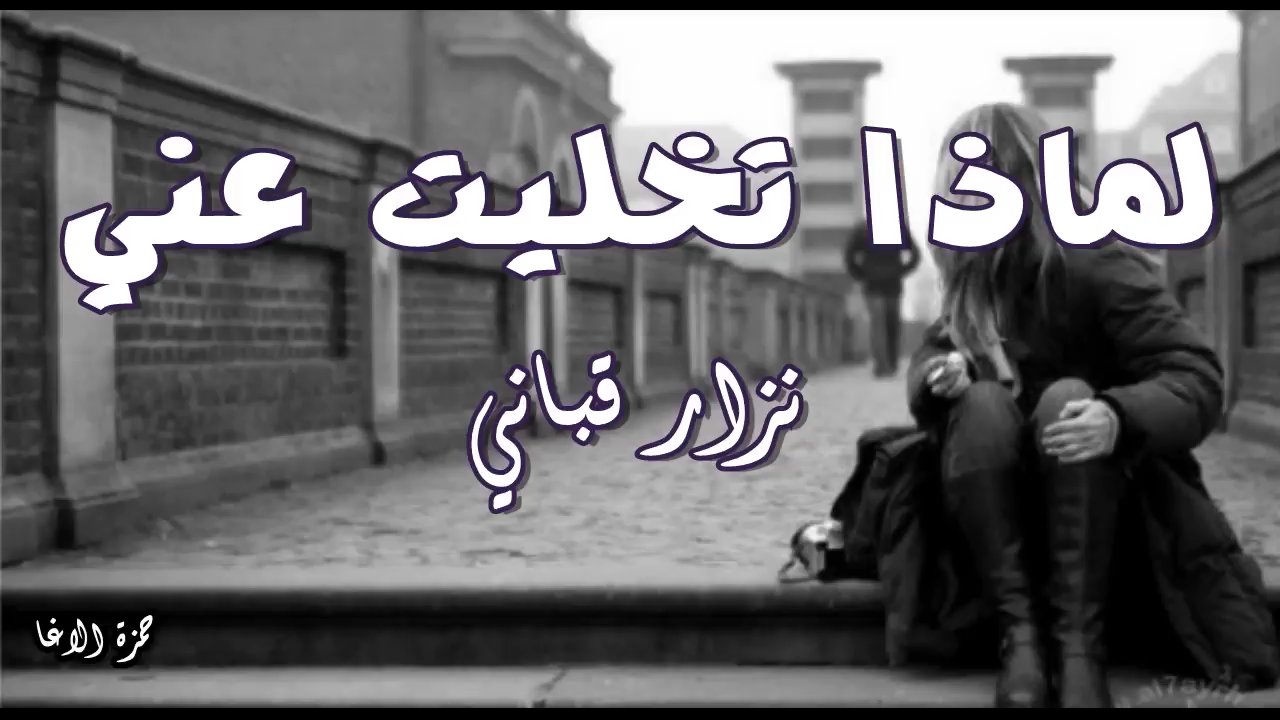 لماذا تخليت عني
نزار قباني
حمزة الاغا